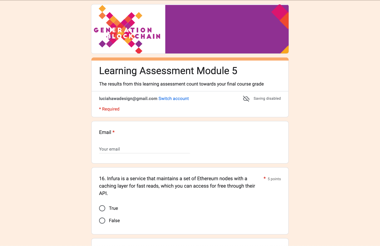 GENERATION
BLOCKCHAIN
Learning Assessment Module 5
The results from this learning assessment count towards your final course grade
luciahawdesign@gmail.com Switch account
Saving disabled
* Required
Email *
Your email
16. Infura is a service that maintains a set of Ethereum nodes with a
caching layer for fast reads, which you can access for free through their
API.
* 5 points
True
False